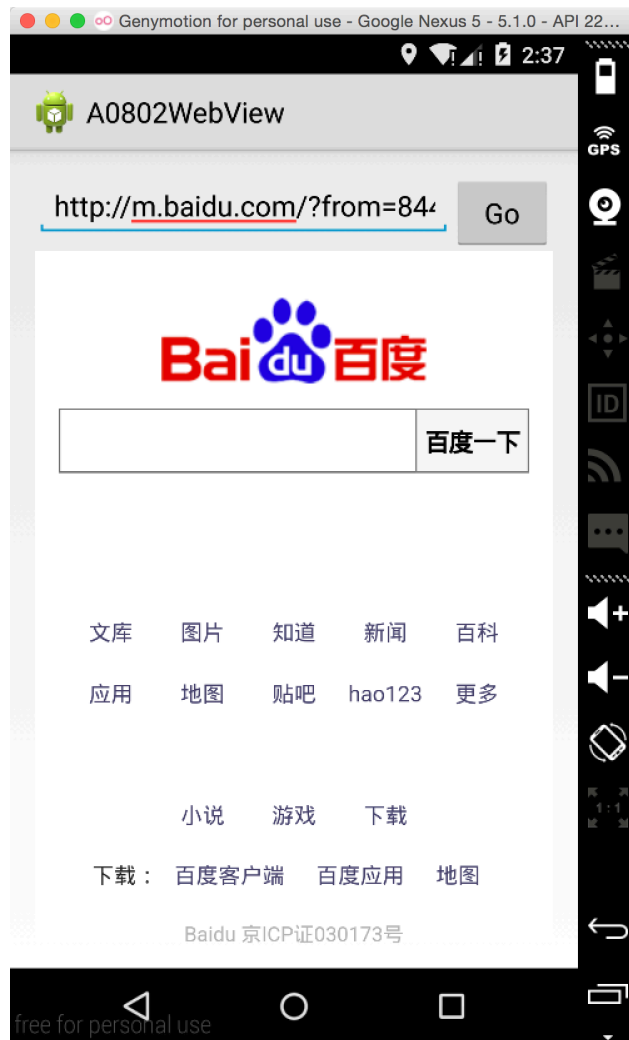 Genymotion for personal use - Google Nexus 5 - 5.1.0 - API 22...
2:37
A0802WebView
GPS
http://m.baidu.com/?from=844
Go
Bai du 百度
百度一下
ID
文库 图片 知道 新闻 百科
应用 地图 贴吧 hao123 更多
1:1
小说 游戏 下载
下载： 百度客户端 百度应用 地图
Baidu 京ICP证030173号
free for personal use